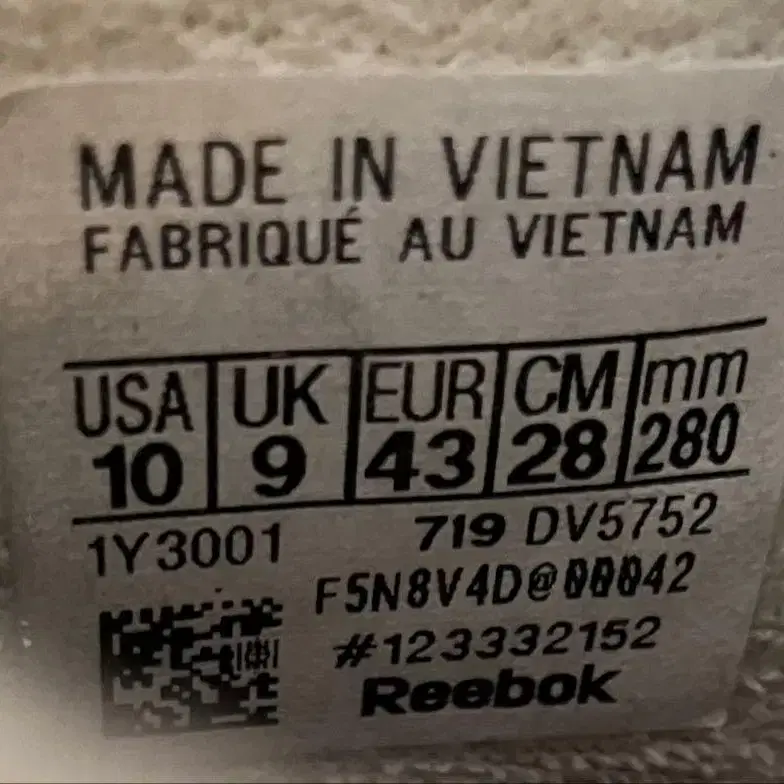 MADE IN VIETNAM
FABRIQUÉ AU VIETNAM
USA UK EUR CM mm
10 9 43 28 280
1Y3001 719 DV5752
F5N8V4D@00042
#123332152
Reebok